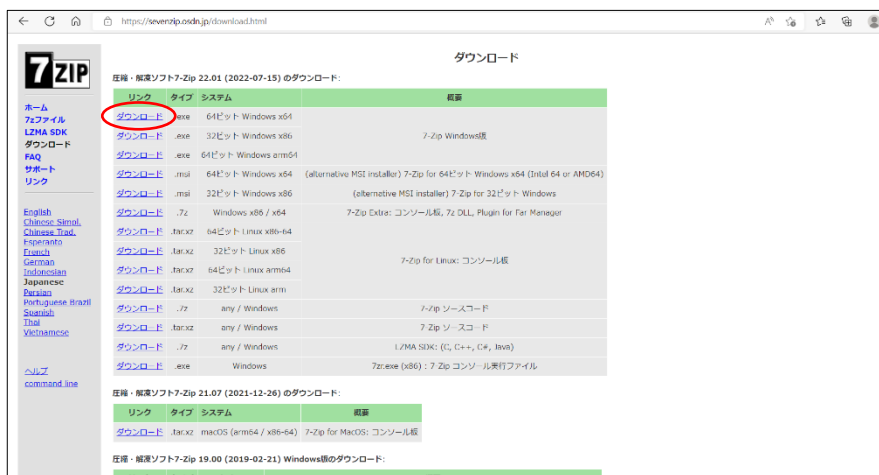 https://sevenzip.osdn.jp/download.html
7ZIP
ホーム
7zファイル
LZMA SDK
ダウンロード
FAQ
サポート
リンク
English
Chinese Simpl.
Chinese Trad.
Esperanto
French
German
Indonesian
Japanese
Persian
Portuguese Brazil
Spanish
Thai
Vietnamese
ヘルプ
command line
ダウンロード
圧縮・解凍ソフト7-Zip 22.01 (2022-07-15) のダウンロード:
リンク タイプ システム 概要
ダウンロード .exe 64ビット Windows x64
ダウンロード .exe 32ビット Windows x86 7-Zip Windows版
ダウンロード .exe 64ビット Windows arm64
ダウンロード .msi 64ビット Windows x64 (alternative MSI installer) 7-Zip for 64ビット Windows x64 (Intel 64 or AMD64)
ダウンロード .msi 32ビット Windows x86 (alternative MSI installer) 7-Zip for 32ビット Windows
ダウンロード .7z Windows x86 / x64 7-Zip Extra: コンソール版, 7z DLL, Plugin for Far Manager
ダウンロード .tar.xz 64ビット Linux x86-64
ダウンロード .tar.xz 32ビット Linux x86
7-Zip for Linux: コンソール版
ダウンロード .tar.xz 64ビット Linux arm64
ダウンロード .tar.xz 32ビット Linux arm
ダウンロード .7z any / Windows 7-Zip ソースコード
ダウンロード .tar.xz any / Windows 7-Zip ソースコード
ダウンロード .7z any / Windows LZMA SDK: (C, C++, C#, Java)
ダウンロード .exe Windows 7zr.exe (x86) : 7-Zip コンソール実行ファイル
圧縮・解凍ソフト7-Zip 21.07 (2021-12-26) のダウンロード:
リンク タイプ システム 概要
ダウンロード .tar.xz macOS (arm64 / x86-64) 7-Zip for MacOS: コンソール版
圧縮・解凍ソフト7-Zip 19.00 (2019-02-21) Windows版のダウンロード: